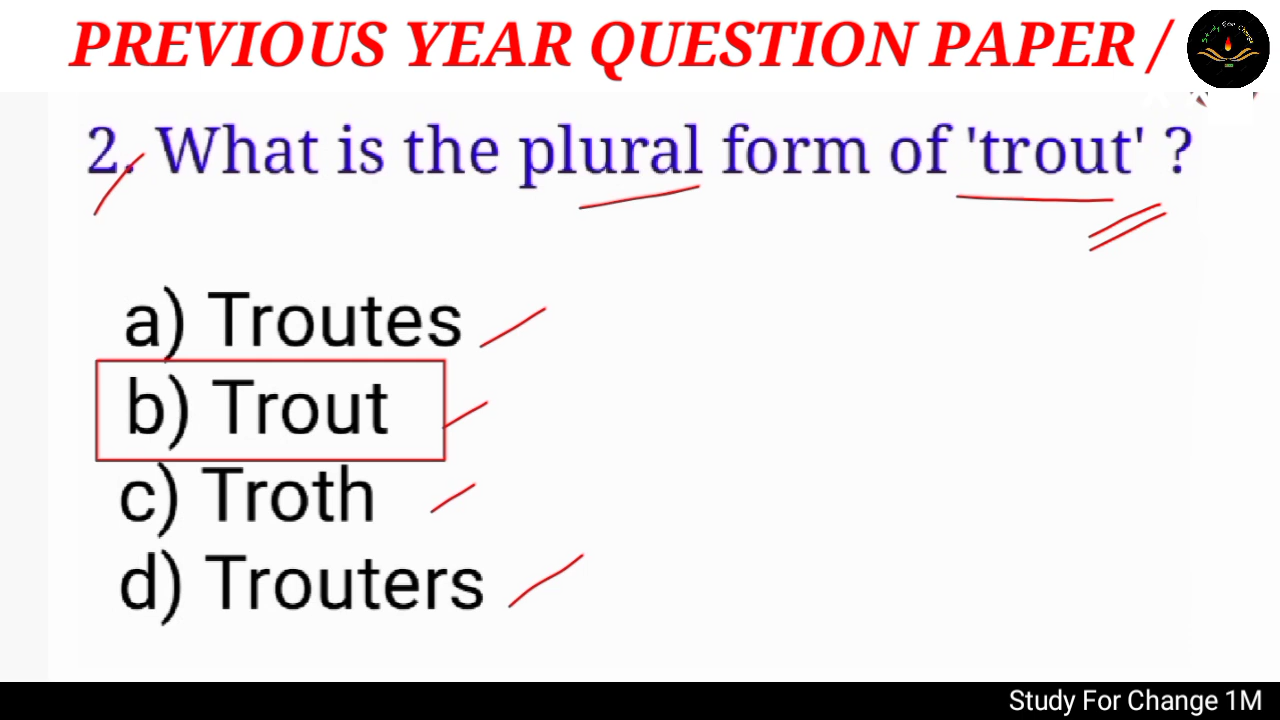 PREVIOUS YEAR QUESTION PAPER /
2. What is the plural form of 'trout' ?
a) Troutes
b) Trout
c) Troth
d) Trouters
Study For Change 1M